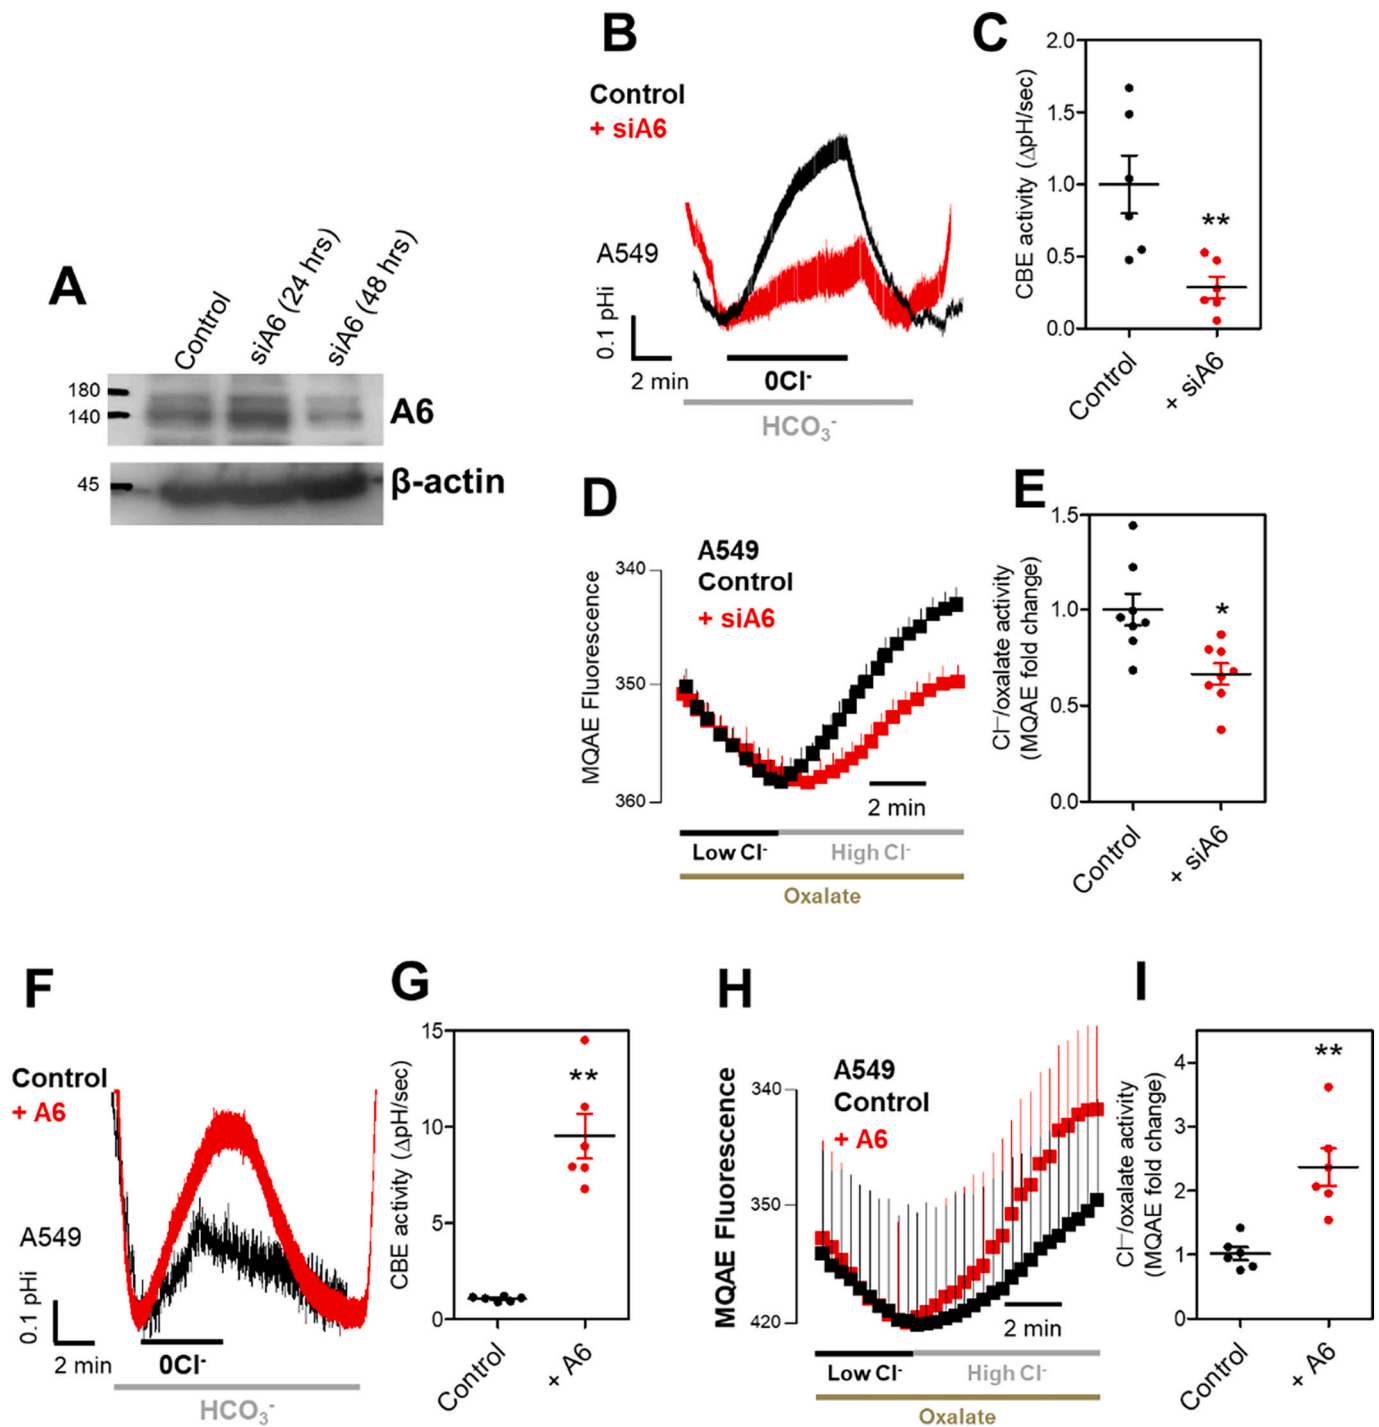 A
Control
siA6 (24 hrs)
siA6 (48 hrs)
180
140
A6
45
β-actin
B
Control
+ siA6
A549
0.1 pHi
2 min
0Cl⁻
HCO₃⁻
C
CBE activity (ΔpH/sec)
2.0
1.5
1.0
0.5
0.0
**
Control
+ siA6
D
A549
Control
+ siA6
MQAE Fluorescence
340
350
360
2 min
Low Cl⁻
High Cl⁻
Oxalate
E
Cl⁻/oxalate activity
(MQAE fold change)
1.5
1.0
0.5
0.0
*
Control
+ siA6
F
Control
+ A6
A549
0.1 pHi
2 min
0Cl⁻
HCO₃⁻
G
CBE activity (ΔpH/sec)
15
10
5
0
**
Control
+ A6
H
A549
Control
+ A6
MQAE Fluorescence
340
350
420
2 min
Low Cl⁻
High Cl⁻
Oxalate
I
Cl⁻/oxalate activity
(MQAE fold change)
4
3
2
1
0
**
Control
+ A6